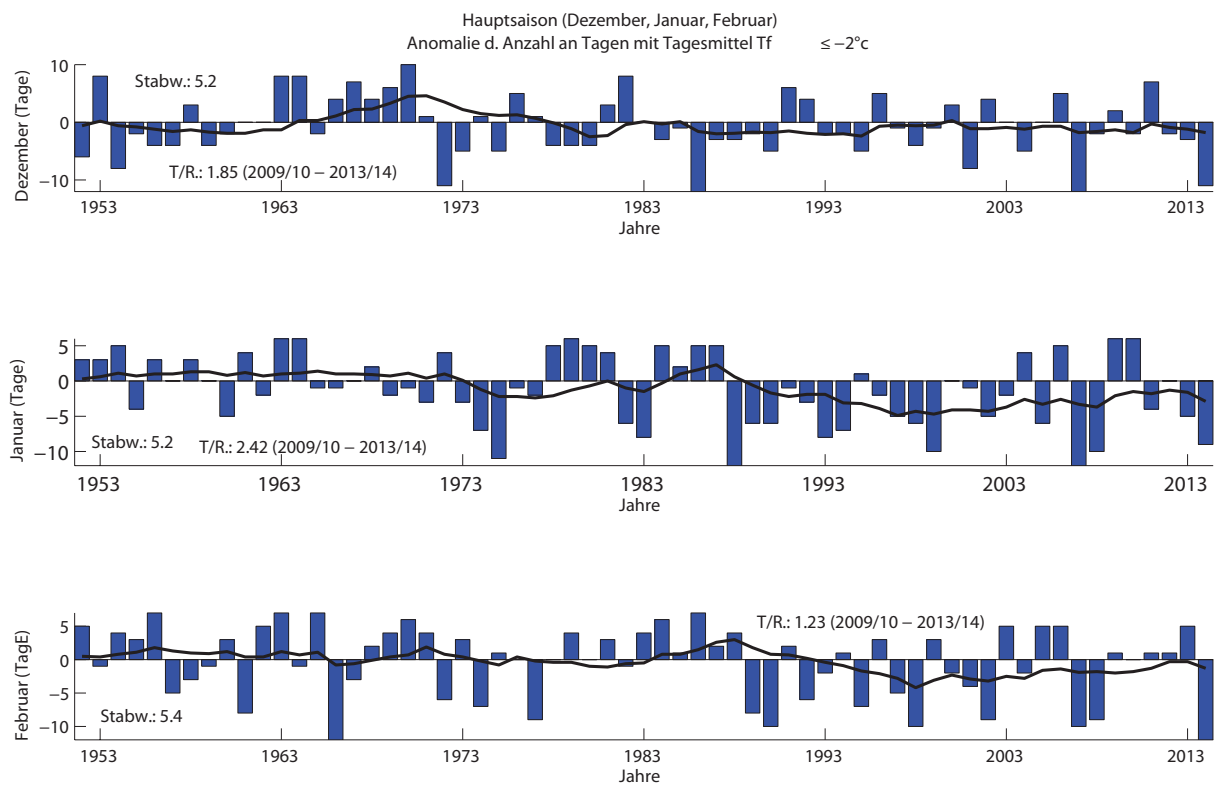 Hauptsaison (Dezember, Januar, Februar)
Anomalie d. Anzahl an Tagen mit Tagesmittel Tf ≤ −2°c
Dezember (Tage)
10
0
−10
Stabw.: 5.2
T/R.: 1.85 (2009/10 − 2013/14)
1953 1963 1973 1983 1993 2003 2013
Jahre
Januar (Tage)
5
0
−5
−10
Stabw.: 5.2
T/R.: 2.42 (2009/10 − 2013/14)
1953 1963 1973 1983 1993 2003 2013
Jahre
Februar (TagE)
5
0
−5
−10
T/R.: 1.23 (2009/10 − 2013/14)
Stabw.: 5.4
1953 1963 1973 1983 1993 2003 2013
Jahre